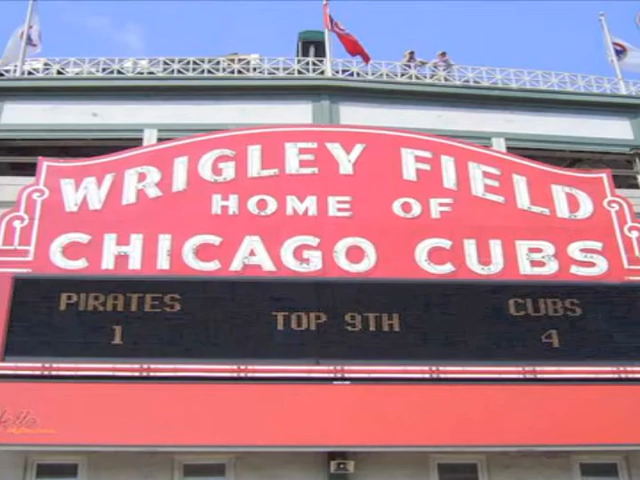 WRIGLEY FIELD
HOME OF
CHICAGO CUBS
PIRATES TOP 9TH CUBS
1 4